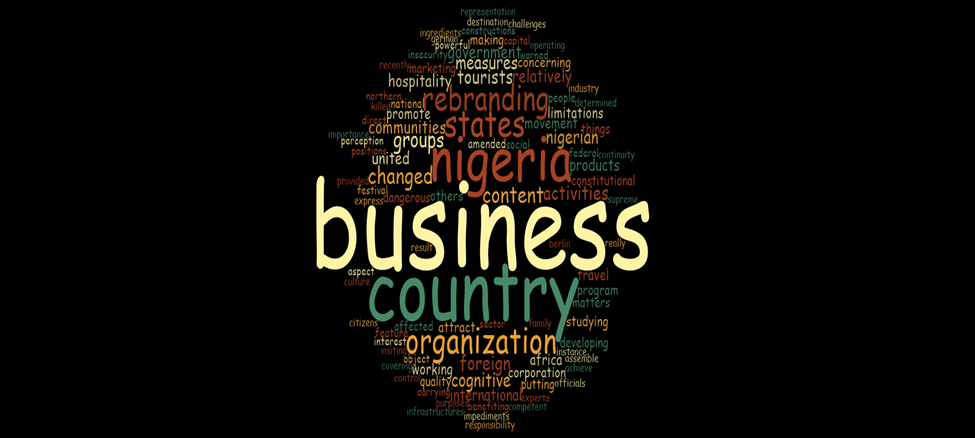 representation
destination challenges
ingredients constructions
german making capital
powerful operating
insecurity government warned
measures concerning
recently marketing
hospitality tourists relatively
industry
northern rebranding people
killed national determined
direct promote limitations
communities states movement things
importance
perception groups amended social nigerian
positions united nigeria federal continuity
products
provided changed constitutional
festival dangerous others content activities
express supreme
business
result berlin really
aspect travel
culture country program
matters
citizens affected attract sector family studying
feature
interest organization developing
visiting instance
object africa assemble
covering working foreign corporation achieve
control quality cognitive putting officials
carrying international experts
purposes benefiting competent
infrastructures impediments
responsibility